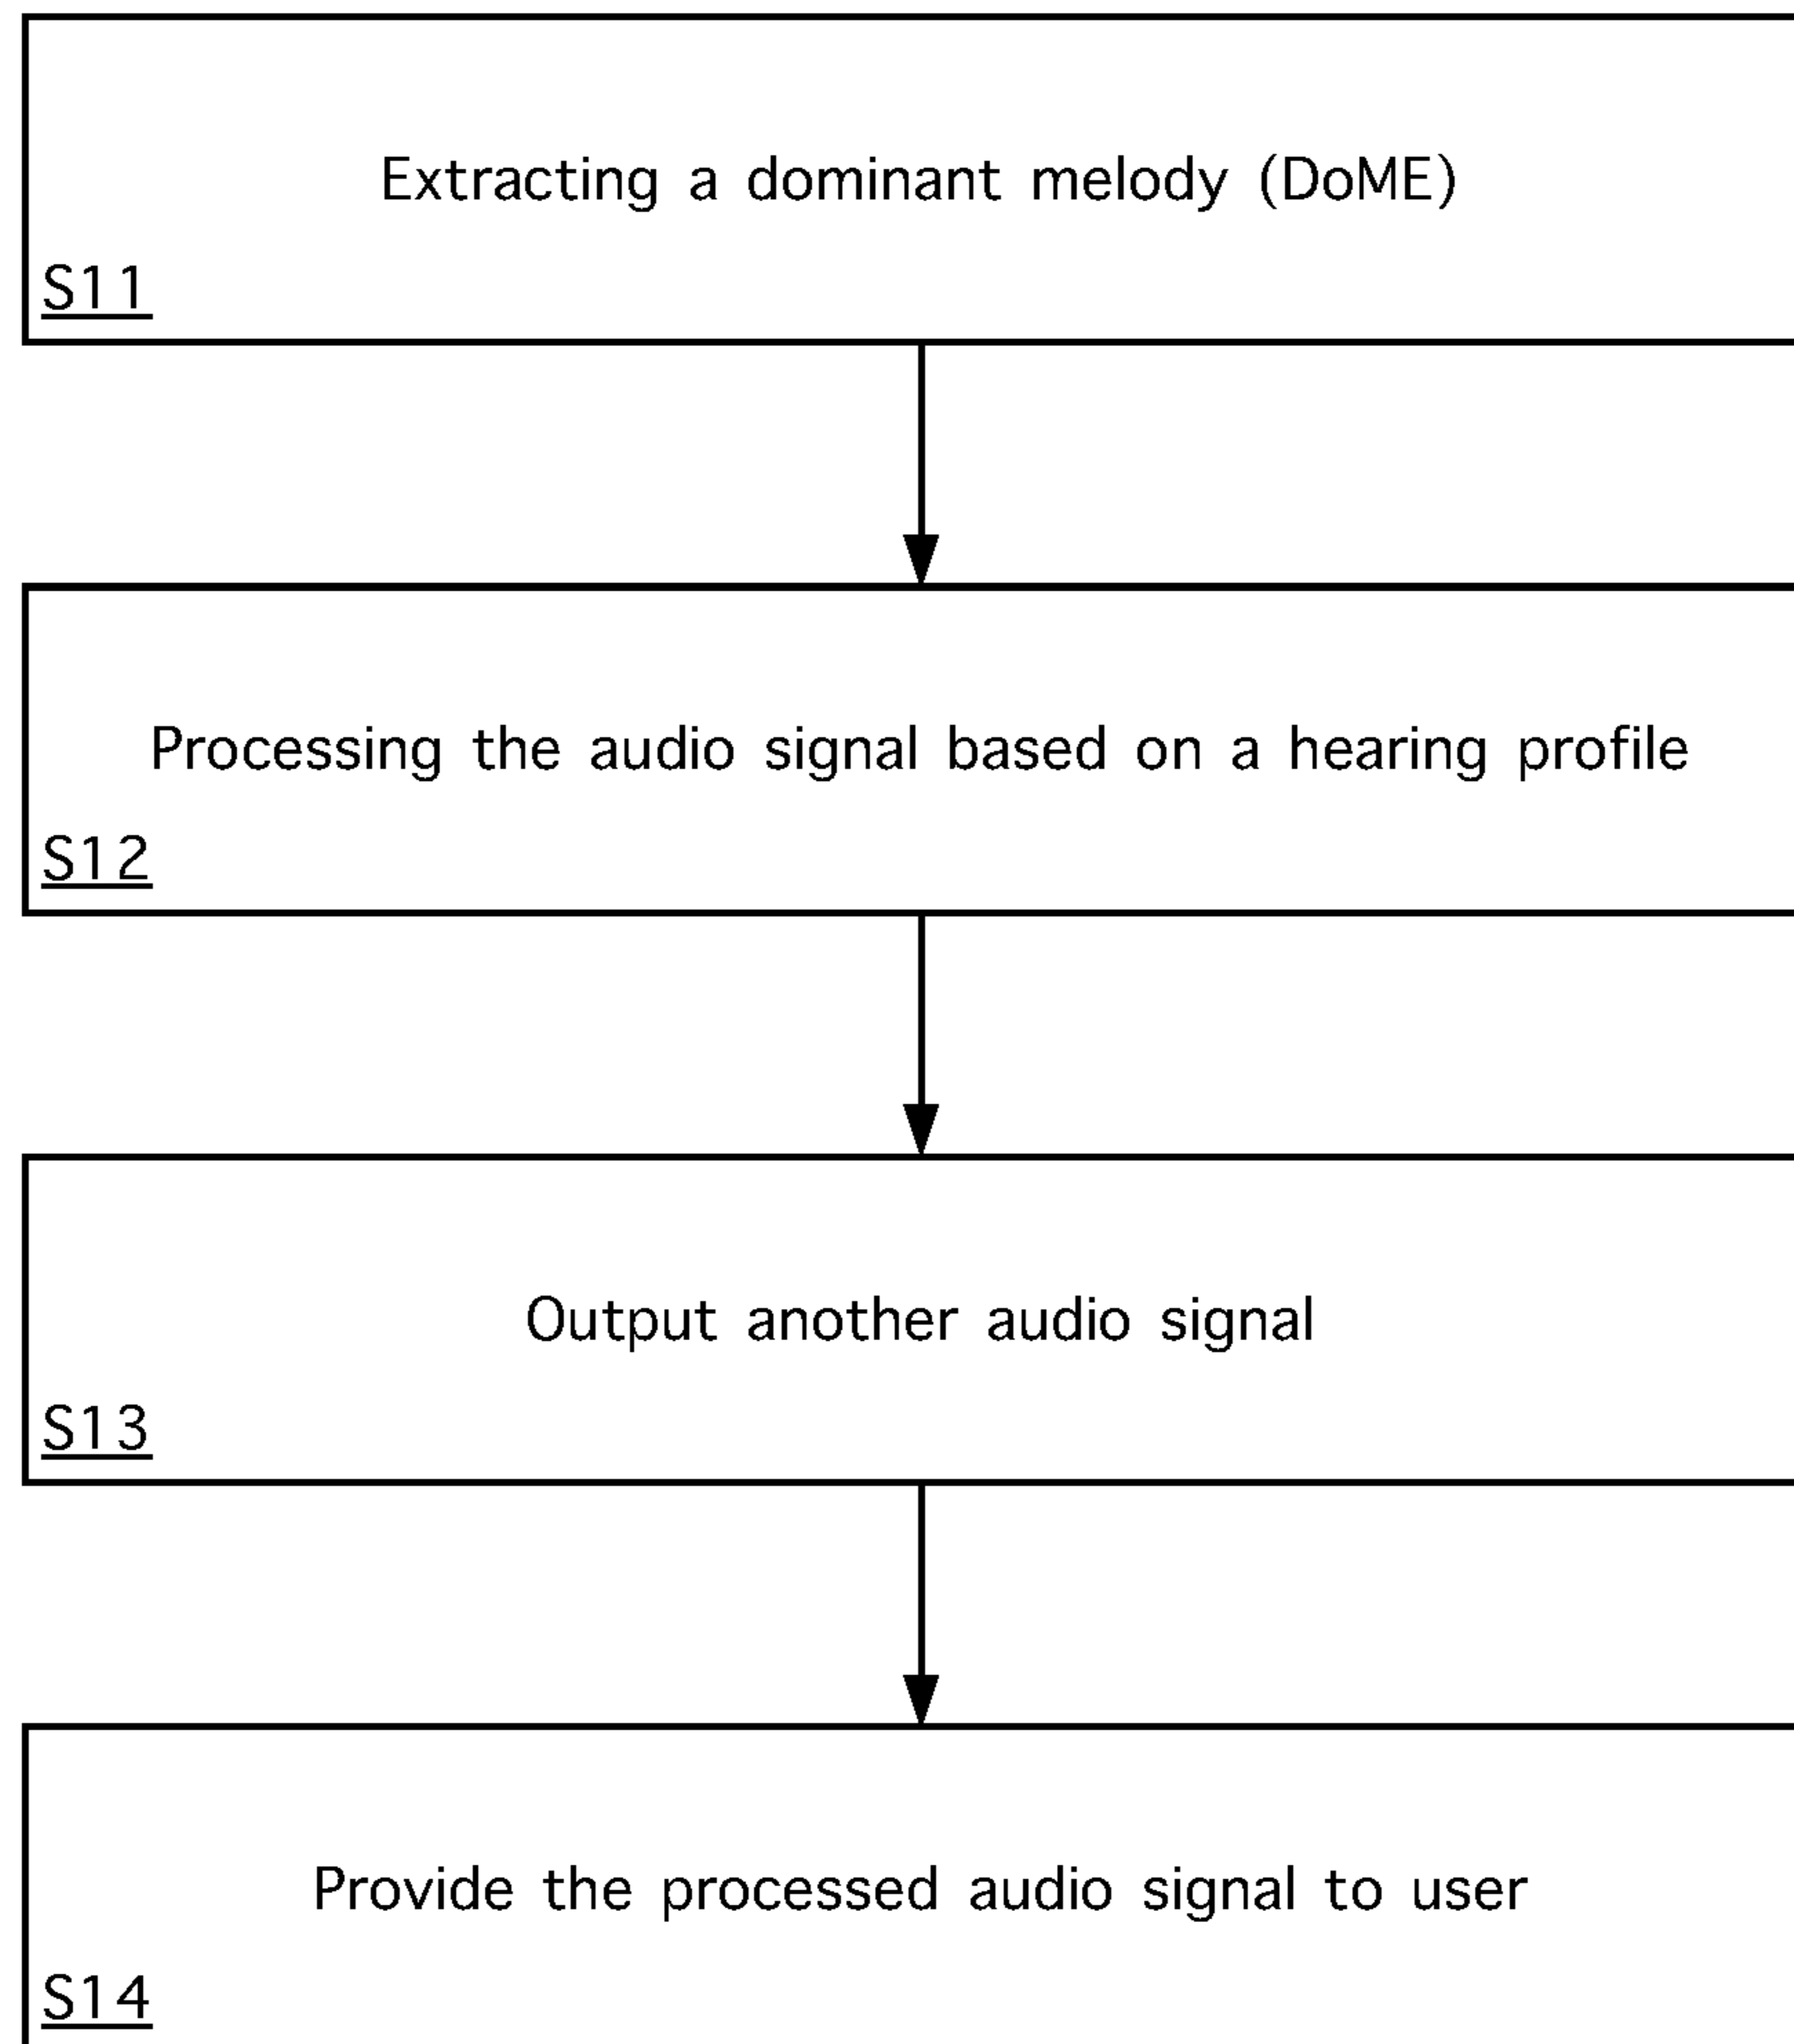 Extracting a dominant melody (DoME)
S11
Processing the audio signal based on a hearing profile
S12
Output another audio signal
S13
Provide the processed audio signal to user
S14